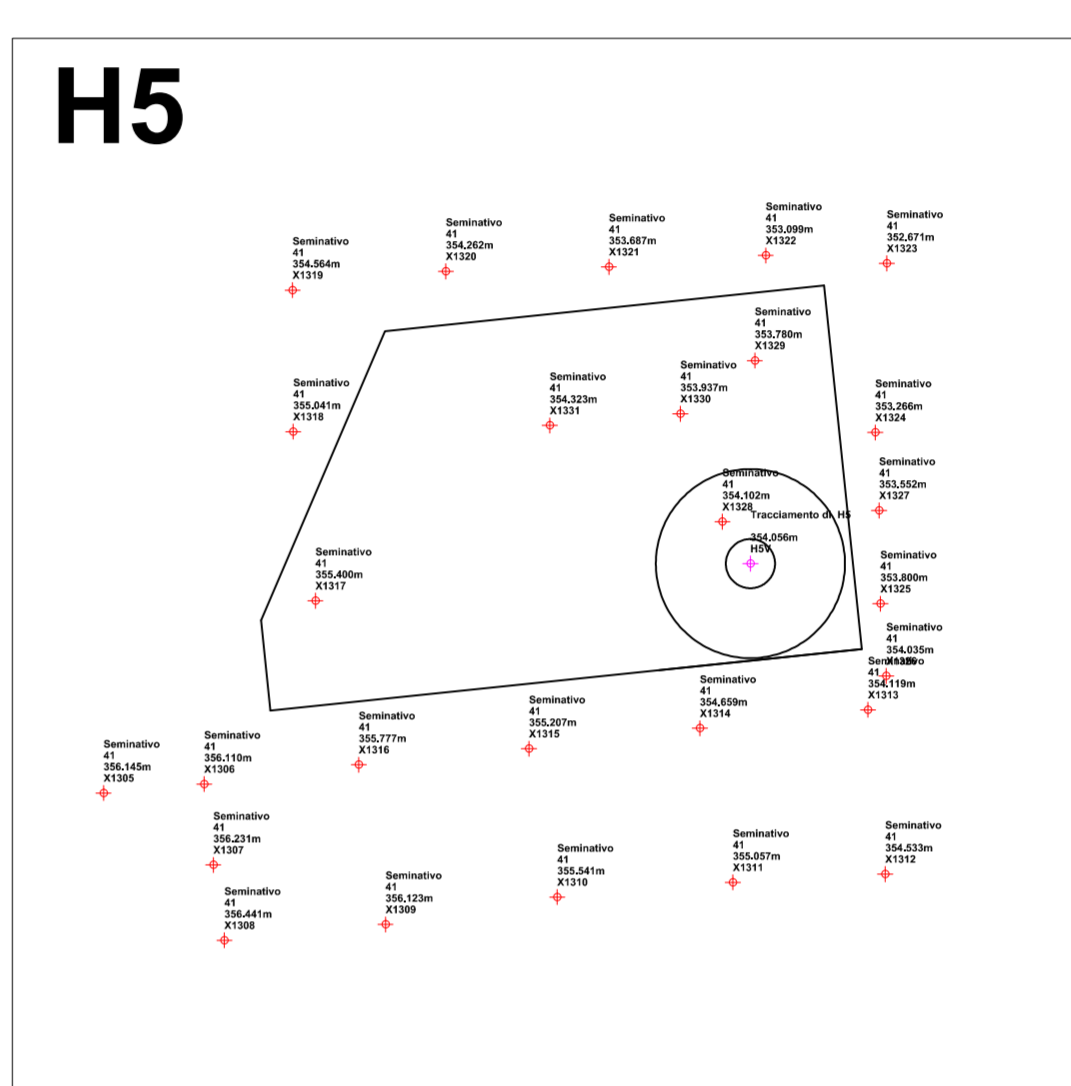 H5
Seminativo
41
354.564m
X1319
Seminativo
41
354.262m
X1320
Seminativo
41
353.687m
X1321
Seminativo
41
353.099m
X1322
Seminativo
41
352.671m
X1323
Seminativo
41
353.780m
X1329
Seminativo
41
353.937m
X1330
Seminativo
41
354.323m
X1331
Seminativo
41
355.041m
X1318
Seminativo
41
353.266m
X1324
Seminativo
41
353.552m
X1327
Seminativo
41
354.102m
X1328
Tracciamento di H5
354.056m
H5V
Seminativo
41
355.400m
X1317
Seminativo
41
353.800m
X1325
Seminativo
41
354.035m
X1326
Seminativo
41
354.119m
X1313
Seminativo
41
354.659m
X1314
Seminativo
41
355.207m
X1315
Seminativo
41
355.777m
X1316
Seminativo
41
356.110m
X1306
Seminativo
41
356.145m
X1305
Seminativo
41
356.231m
X1307
Seminativo
41
356.441m
X1308
Seminativo
41
356.123m
X1309
Seminativo
41
355.541m
X1310
Seminativo
41
355.057m
X1311
Seminativo
41
354.533m
X1312